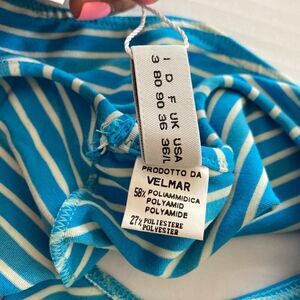 I D F UK USA
3 80 90 36 36/L
PRODOTTO DA
VELMAR
58% POLIAMMIDICA
POLYAMID
POLYAMIDE
27% POLIESTERE
POLYESTER